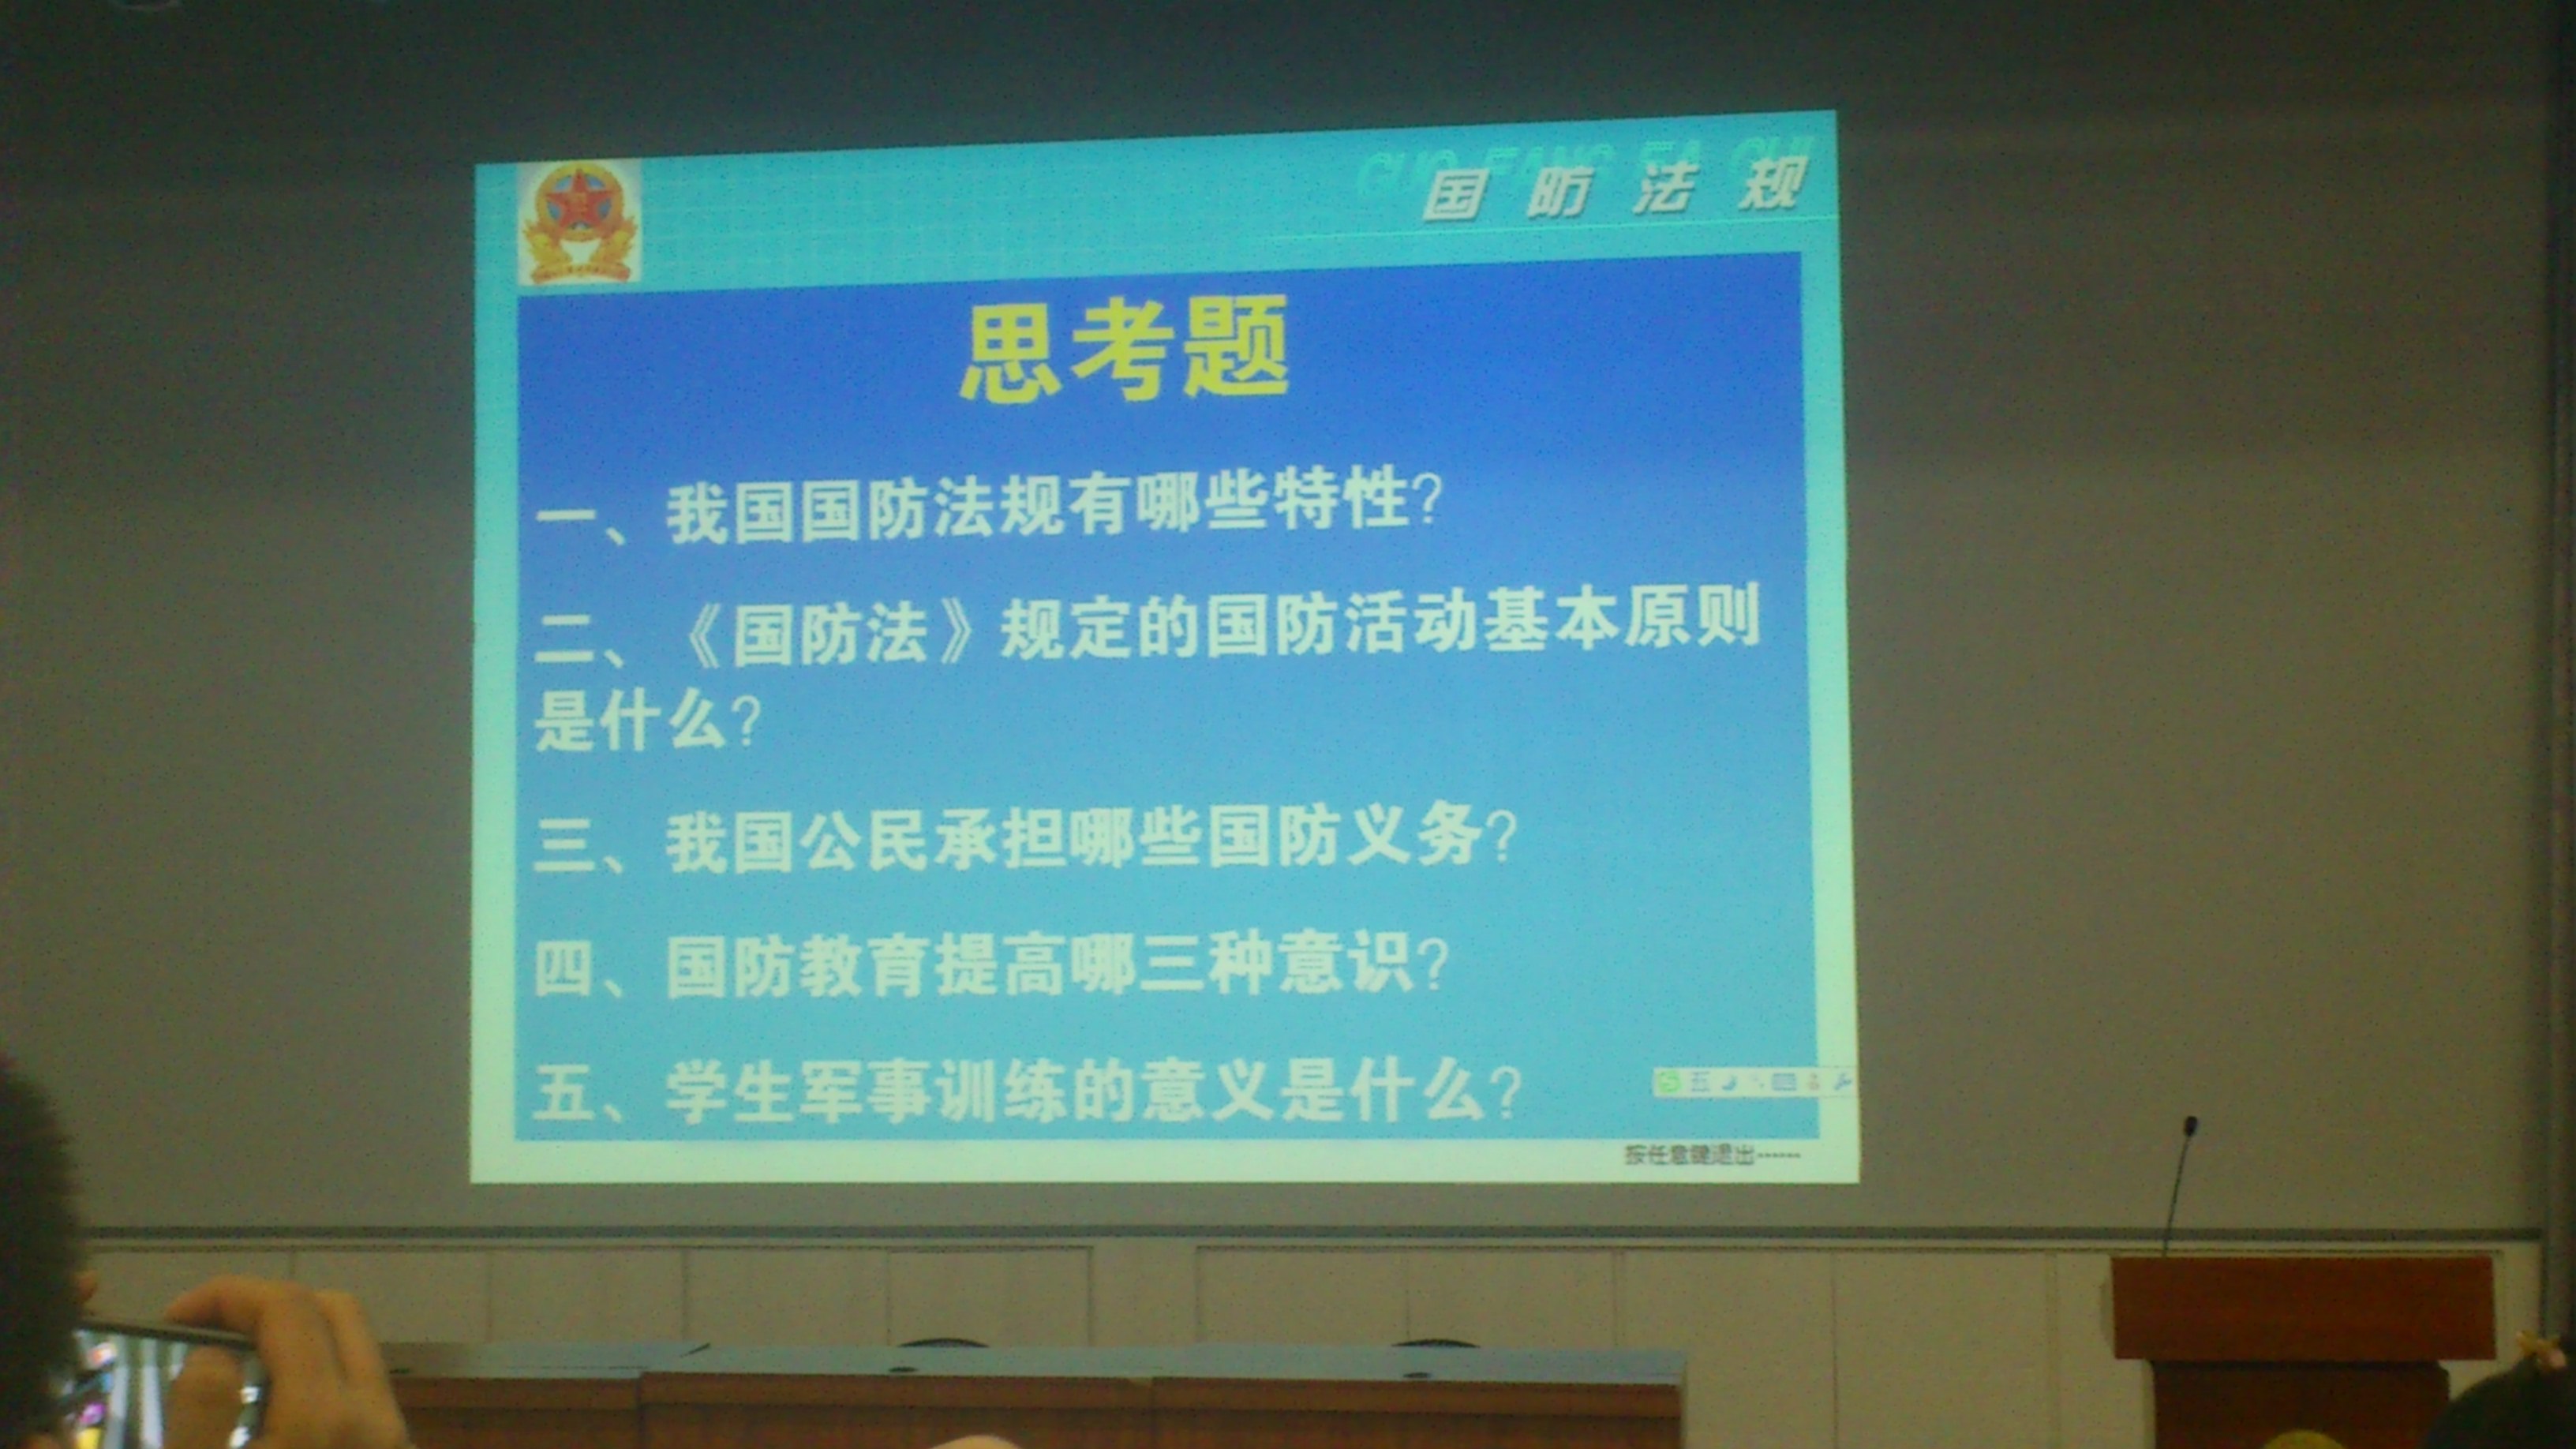 GUO FANG FA GUI
国防法规
思考题
一、我国国防法规有哪些特性?
二、《国防法》规定的国防活动基本原则
是什么?
三、我国公民承担哪些国防义务?
四、国防教育提高哪三种意识?
五、学生军事训练的意义是什么?
五
按任意键退出------